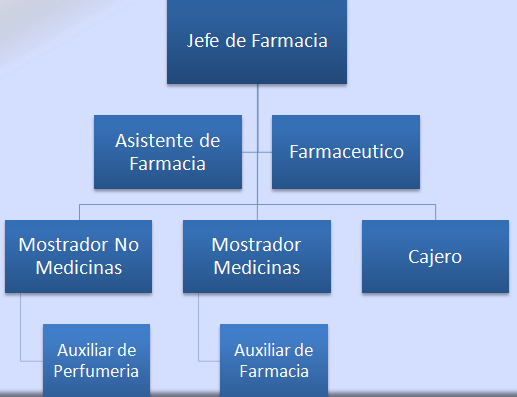 Jefe de Farmacia
Asistente de
Farmacia
Farmaceutico
Mostrador No
Medicinas
Mostrador
Medicinas
Cajero
Auxiliar de
Perfumeria
Auxiliar de
Farmacia